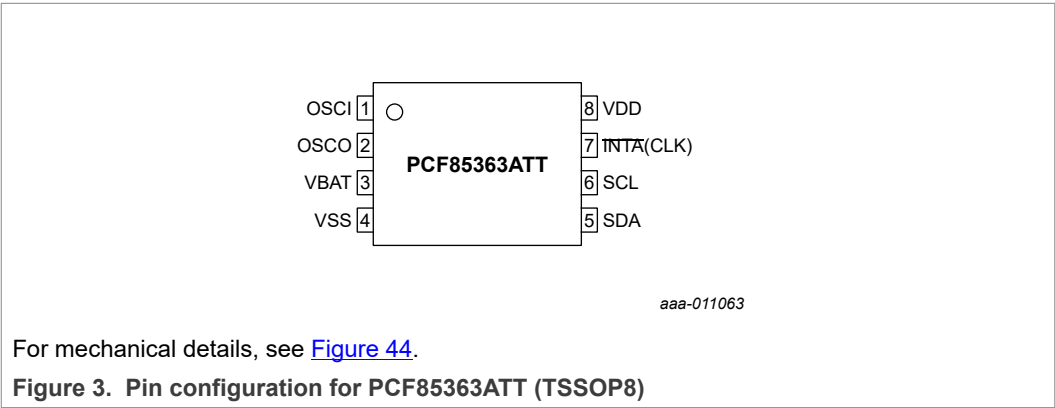 OSCI 1 8 VDD
OSCO 2 PCF85363ATT 7 INTA(CLK)
VBAT 3 6 SCL
VSS 4 5 SDA
aaa-011063
For mechanical details, see Figure 44.
Figure 3. Pin configuration for PCF85363ATT (TSSOP8)